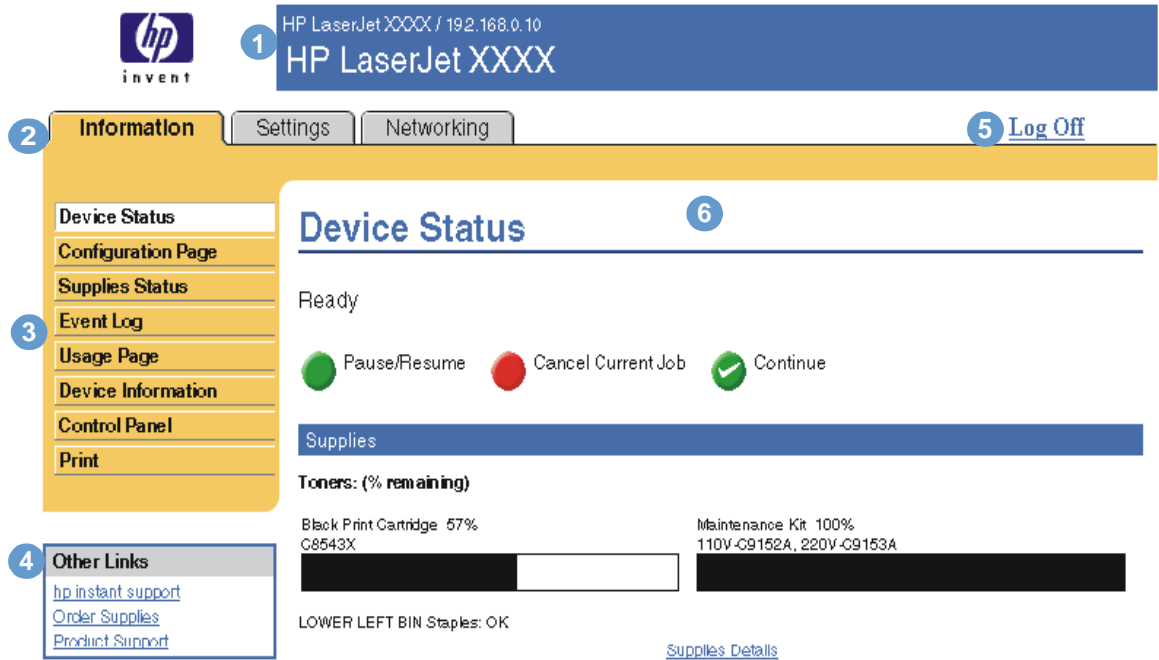 HP LaserJet XXXX / 192.168.0.10
hp
invent
1
HP LaserJet XXXX
2
Information
Settings
Networking
5
Log Off
Device Status
Configuration Page
Supplies Status
3
Event Log
Usage Page
Device Information
Control Panel
Print
4
Other Links
hp instant support
Order Supplies
Product Support
Device Status
6
Ready
Pause/Resume
Cancel Current Job
Continue
Supplies
Toners: (% remaining)
Black Print Cartridge 57%
C8543X
Maintenance Kit 100%
110V-C9152A, 220V-C9153A
LOWER LEFT BIN Staples: OK
Supplies Details